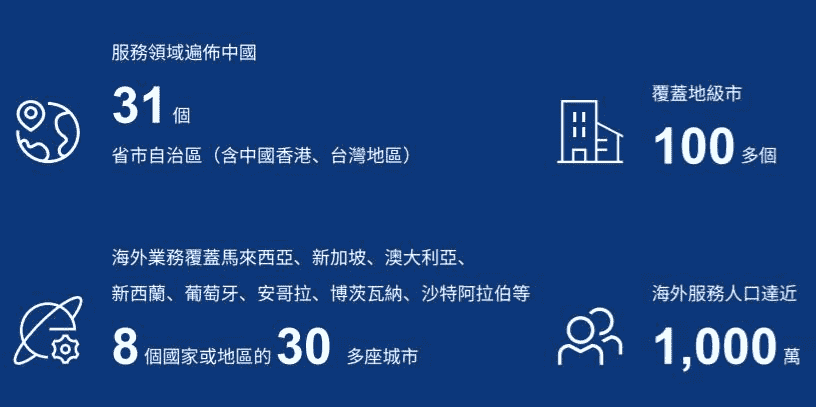 服務領域遍佈中國
31 個
省市自治區（含中國香港、台灣地區）
覆蓋地級市
100 多個
海外業務覆蓋馬來西亞、新加坡、澳大利亞、
新西蘭、葡萄牙、安哥拉、博茨瓦納、沙特阿拉伯等
8 個國家或地區的 30 多座城市
海外服務人口達近
1,000 萬